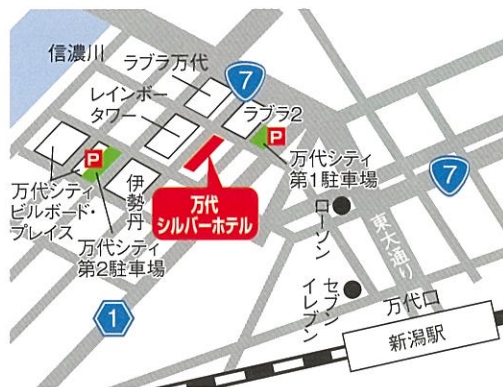 信濃川
ラブラ万代
7
レインボー
タワー
ラブラ2
P
P
万代シティ
第1駐車場
7
万代シティ
ビルボード・
プレイス
伊勢丹
万代
シルバーホテル
万代シティ
第2駐車場
ローソン
東大通り
セブン
イレブン
1
万代口
新潟駅